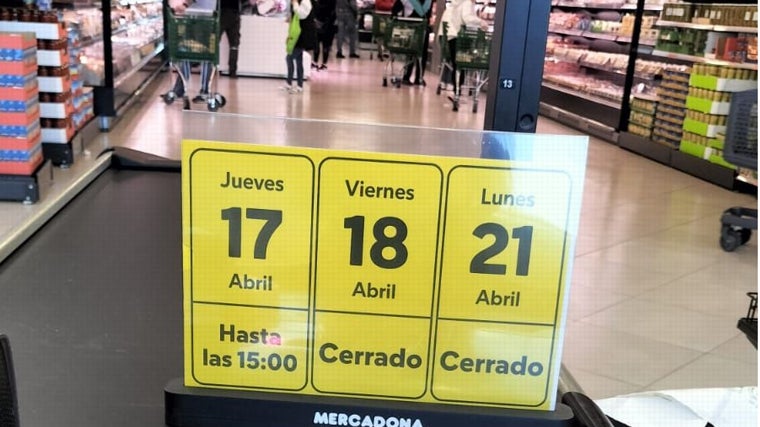 13
Jueves
17
Abril
Hasta
las 15:00
Viernes
18
Abril
Cerrado
Lunes
21
Abril
Cerrado
MERCADONA